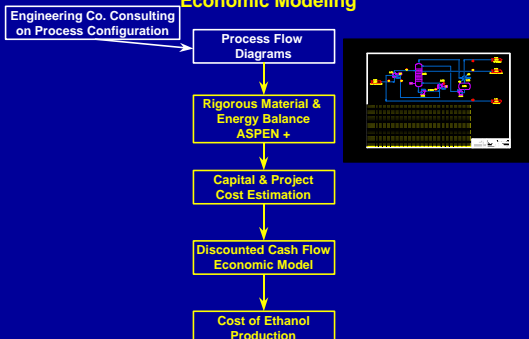 Economic Modeling
Engineering Co. Consulting
on Process Configuration
Process Flow
Diagrams
Rigorous Material &
Energy Balance
ASPEN +
Capital & Project
Cost Estimation
Discounted Cash Flow
Economic Model
Cost of Ethanol
Production